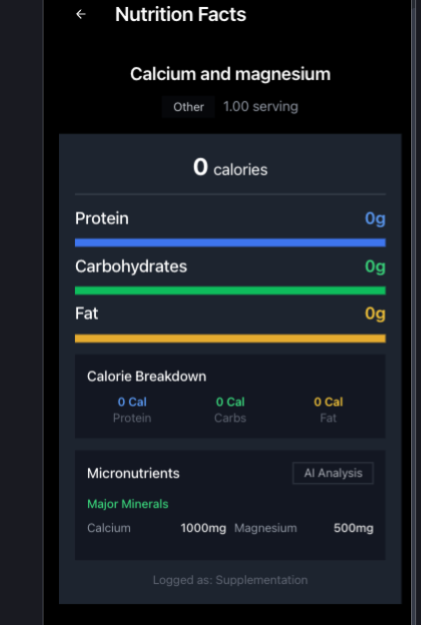 ← Nutrition Facts
Calcium and magnesium
Other 1.00 serving
0 calories
Protein 0g
Carbohydrates 0g
Fat 0g
Calorie Breakdown
0 Cal 0 Cal 0 Cal
Protein Carbs Fat
Micronutrients AI Analysis
Major Minerals
Calcium 1000mg Magnesium 500mg
Logged as: Supplementation